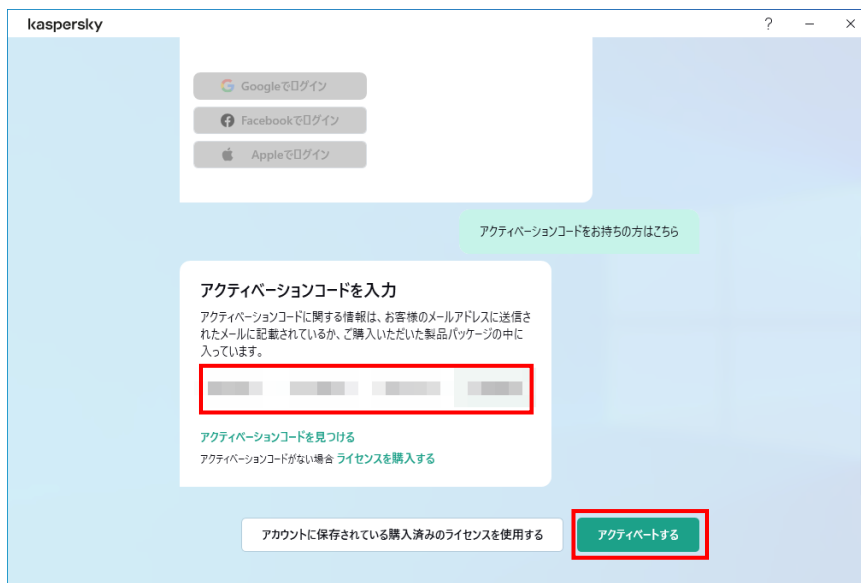 kaspersky
Googleでログイン
Facebookでログイン
Appleでログイン
アクティベーションコードをお持ちの方はこちら
アクティベーションコードを入力
アクティベーションコードに関する情報は、お客様のメールアドレスに送信さ
れたメールに記載されているか、ご購入いただいた製品パッケージの中に
入っています。
アクティベーションコードを見つける
アクティベーションコードがない場合 ライセンスを購入する
アカウントに保存されている購入済みのライセンスを使用する
アクティベートする